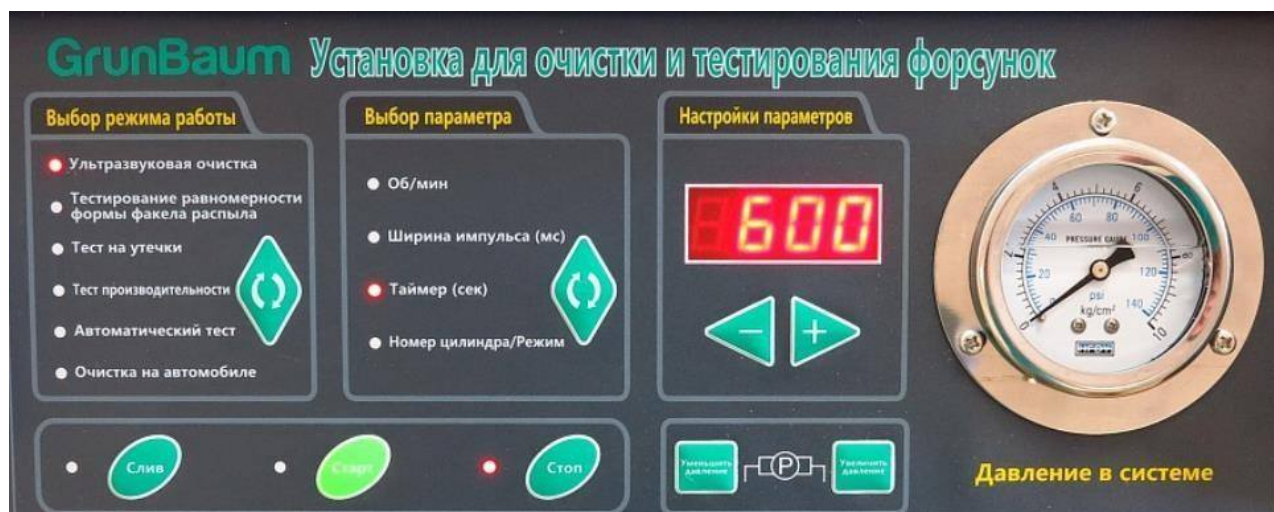 GrunBaum Установка для очистки и тестирования форсунок
Выбор режима работы
Ультразвуковая очистка
Тестирование равномерности
формы факела распыла
Тест на утечки
Тест производительности
Автоматический тест
Очистка на автомобиле
Выбор параметра
Об/мин
Ширина импульса (мс)
Таймер (сек)
Номер цилиндра/Режим
Настройки параметров
600
- +
Слив
Старт
Стоп
Уменьшить
давление
P
Увеличить
давление
0 2 4 6 8 10
0 20 40 60 80 100 120 140
PRESSURE GAUGE
psi
kg/cm²
Давление в системе